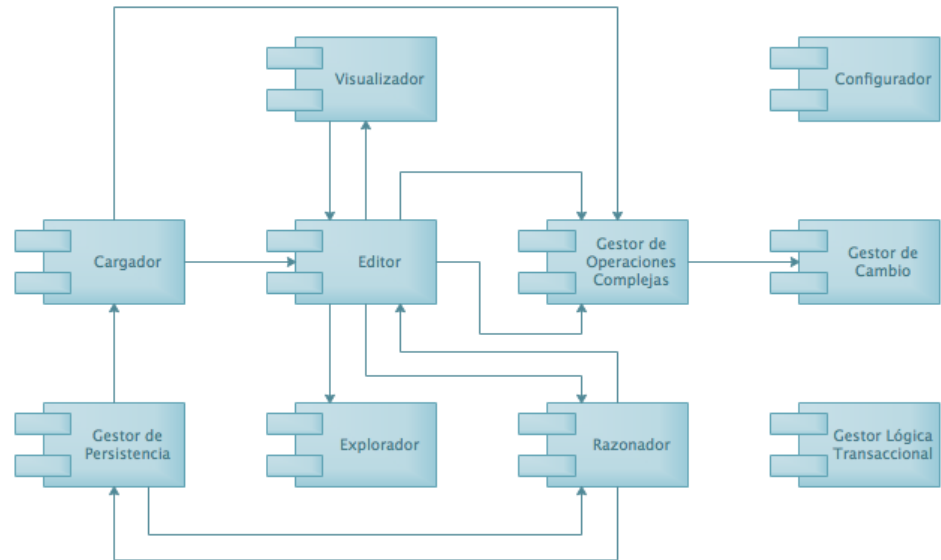 Visualizador
Configurador
Cargador
Editor
Gestor de
Operaciones
Complejas
Gestor de
Cambio
Gestor de
Persistencia
Explorador
Razonador
Gestor Lógica
Transaccional